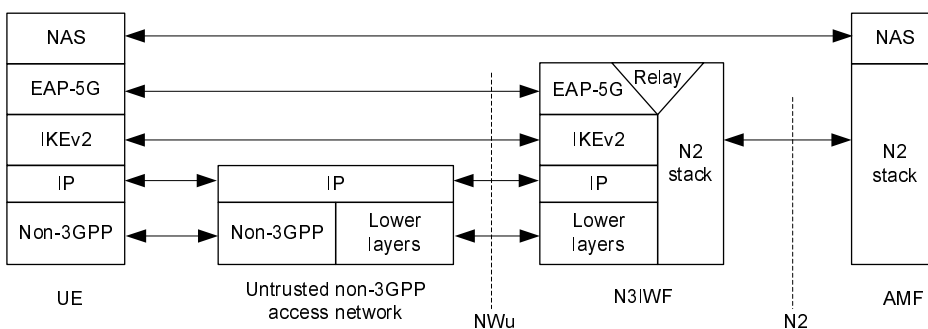 NAS
NAS
EAP-5G
EAP-5G
Relay
IKEv2
IKEv2
N2
stack
N2
stack
IP
IP
IP
Non-3GPP
Non-3GPP
Lower
layers
Lower
layers
UE
Untrusted non-3GPP
access network
N3IWF
AMF
NWu
N2